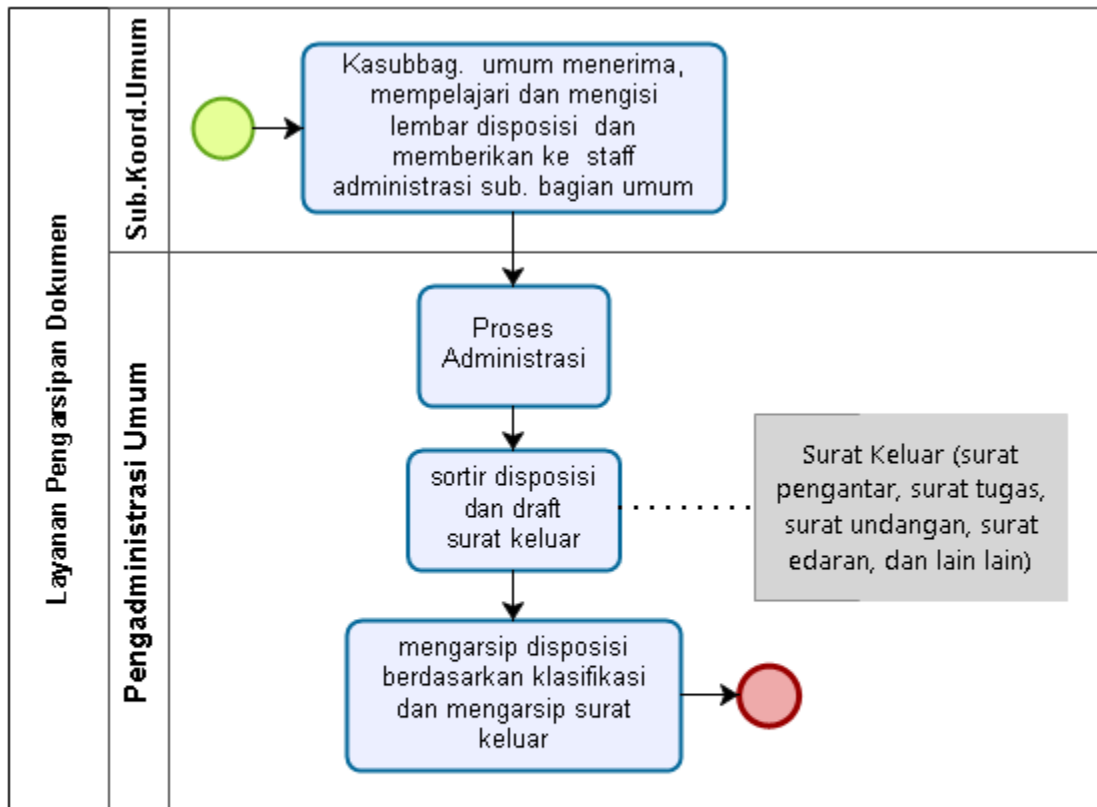 Layanan Pengarsipan Dokumen
Sub.Koord.Umum
Kasubbag. umum menerima,
mempelajari dan mengisi
lembar disposisi dan
memberikan ke staff
administrasi sub. bagian umum
Pengadministrasi Umum
Proses
Administrasi
sortir disposisi
dan draft
surat keluar
Surat Keluar (surat
pengantar, surat tugas,
surat undangan, surat
edaran, dan lain lain)
mengarsip disposisi
berdasarkan klasifikasi
dan mengarsip surat
keluar